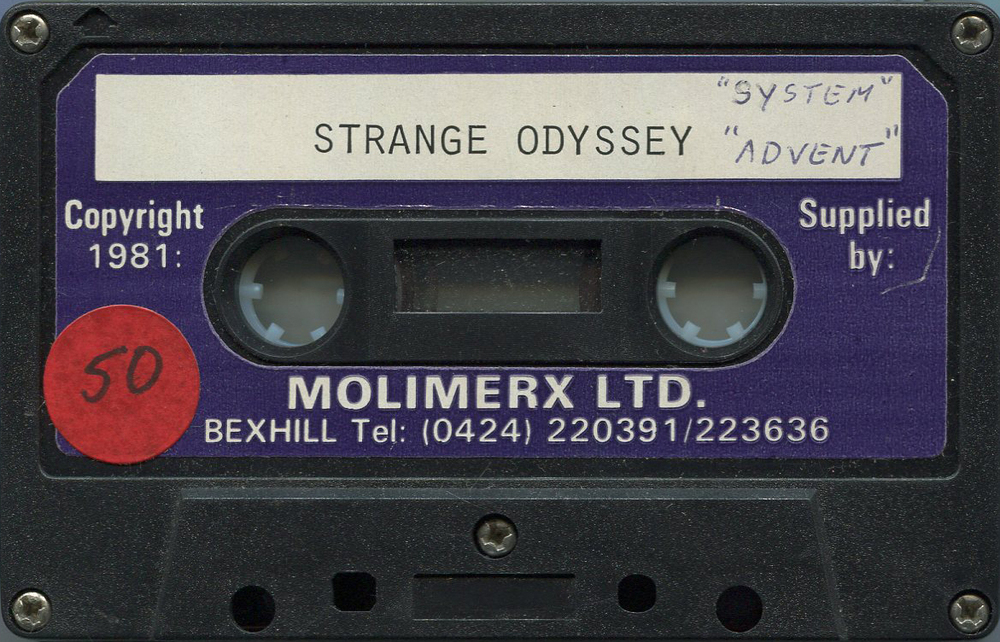 "SYSTEM"
STRANGE ODYSSEY "ADVENT"
Copyright
1981:
Supplied
by:
50
MOLIMERX LTD.
BEXHILL Tel: (0424) 220391/223636